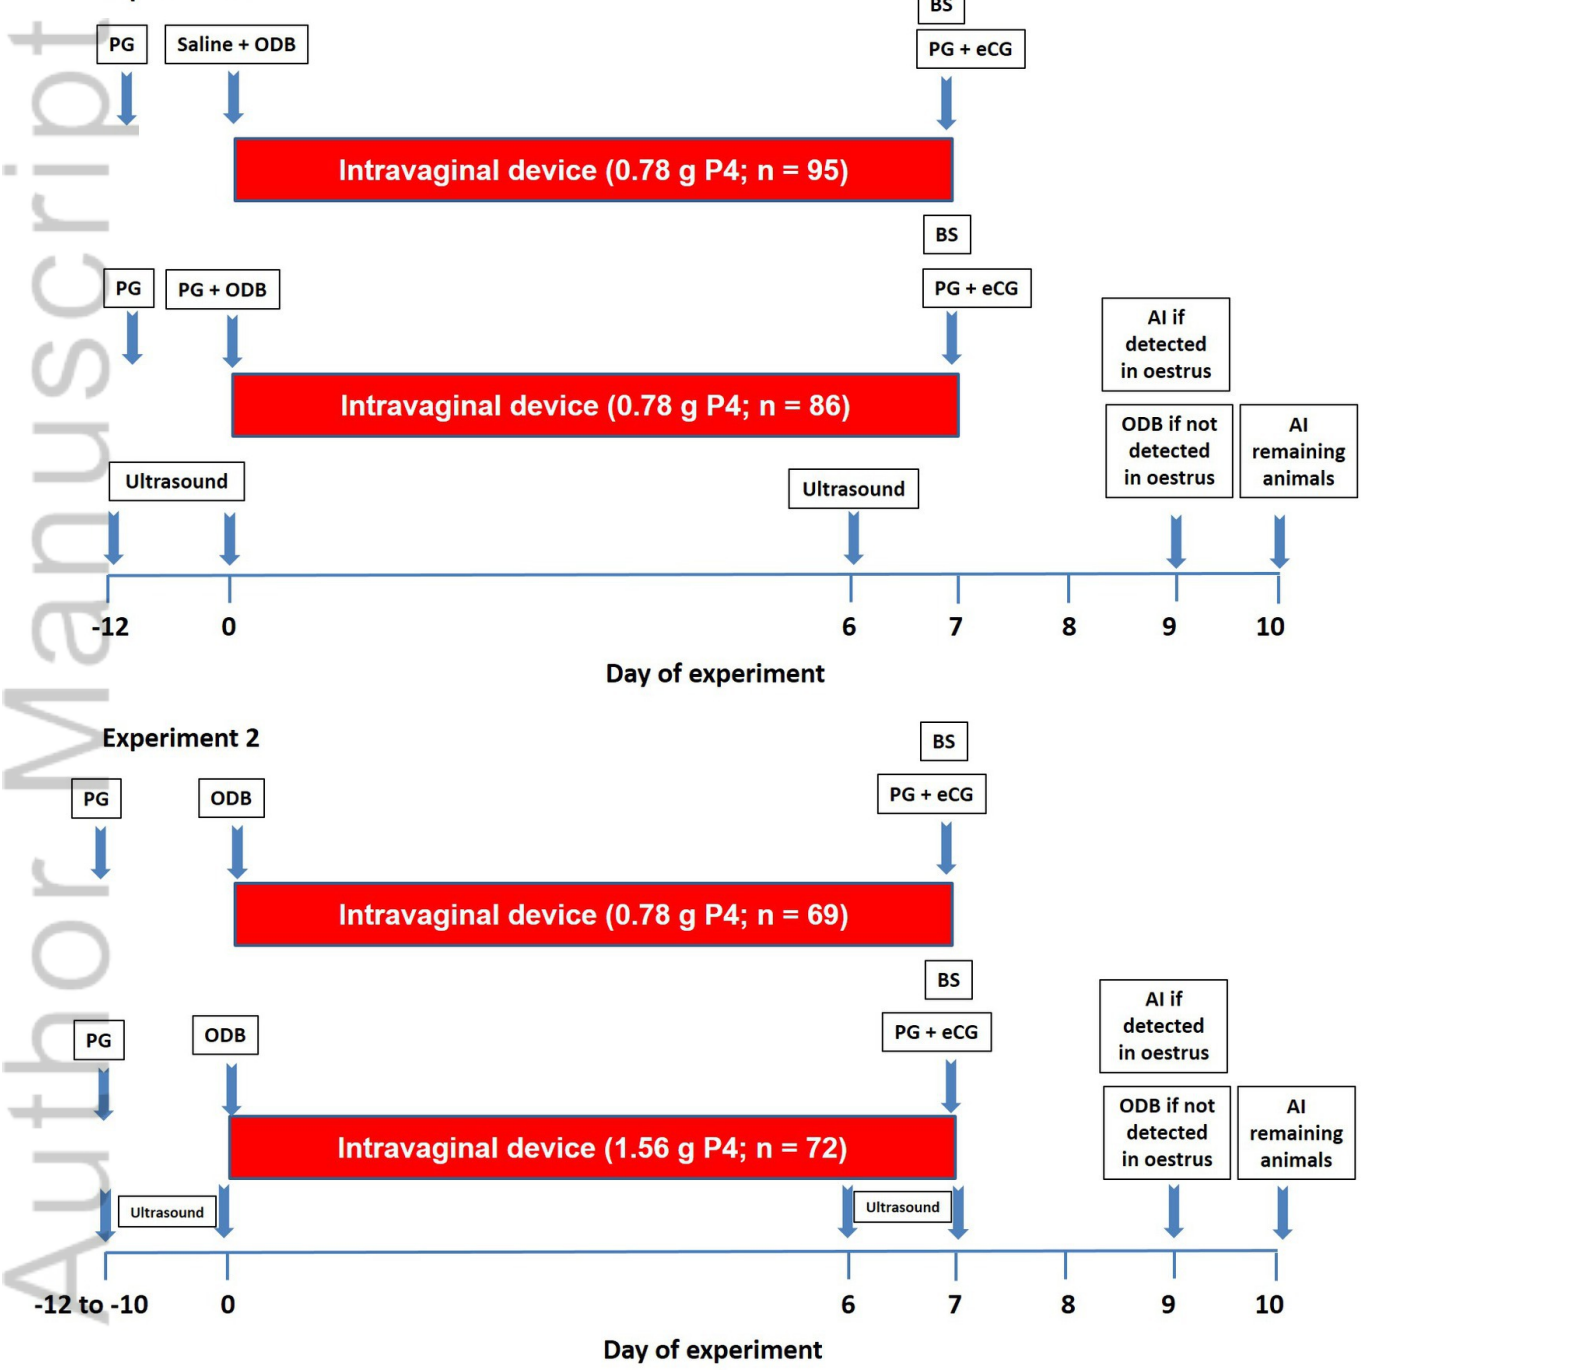 BS
PG
Saline + ODB
PG + eCG
Intravaginal device (0.78 g P4; n = 95)
BS
PG
PG + ODB
PG + eCG
AI if
detected
in oestrus
Intravaginal device (0.78 g P4; n = 86)
ODB if not
detected
in oestrus
AI
remaining
animals
Ultrasound
Ultrasound
-12
0
6
7
8
9
10
Day of experiment
Experiment 2
BS
PG
ODB
PG + eCG
Intravaginal device (0.78 g P4; n = 69)
BS
PG
ODB
PG + eCG
AI if
detected
in oestrus
ODB if not
detected
in oestrus
AI
remaining
animals
Intravaginal device (1.56 g P4; n = 72)
Ultrasound
Ultrasound
-12 to -10
0
6
7
8
9
10
Day of experiment
Author Manuscript